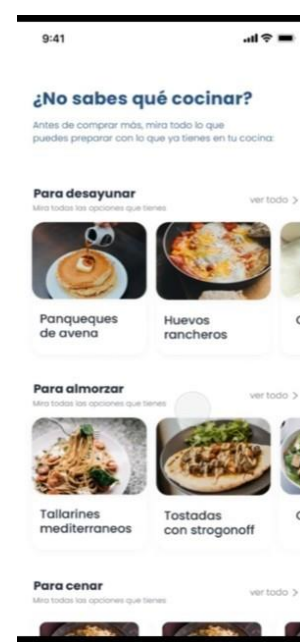 9:41
¿No sabes qué cocinar?
Antes de comprar más, mira todo lo que
puedes preparar con lo que ya tienes en tu cocina:
Para desayunar
ver todo >
Mira todas las opciones que tienes
Panqueques
de avena
Huevos
rancheros
Para almorzar
ver todo >
Mira todas las opciones que tienes
Tallarines
mediterraneos
Tostadas
con strogonoff
Para cenar
ver todo >
Mira todas las opciones que tienes